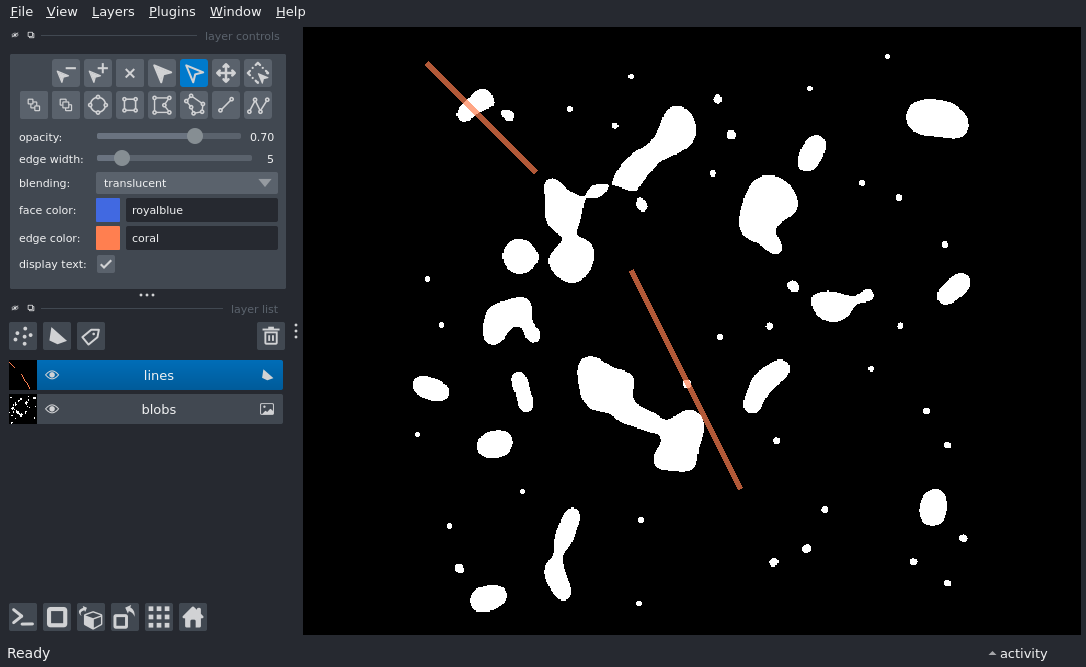 File View Layers Plugins Window Help
layer controls
opacity: 0.70
edge width: 5
blending: translucent
face color: royalblue
edge color: coral
display text:
layer list
lines
blobs
Ready activity